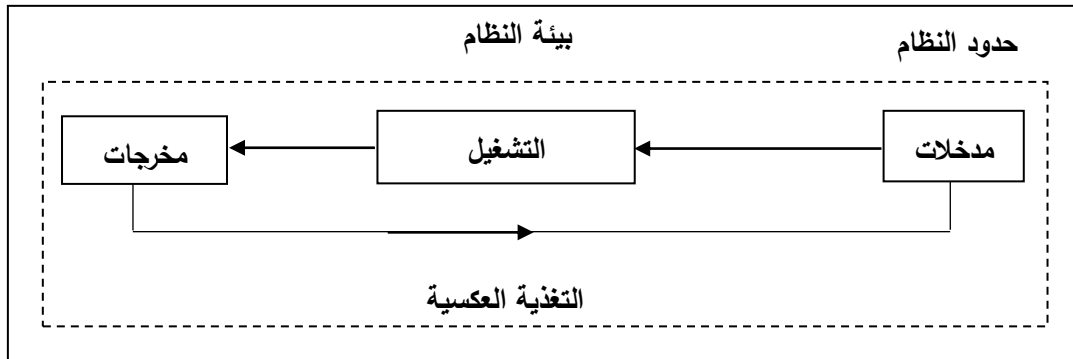 حدود النظام
بيئة النظام
مدخلات
التشغيل
مخرجات
التغذية العكسية